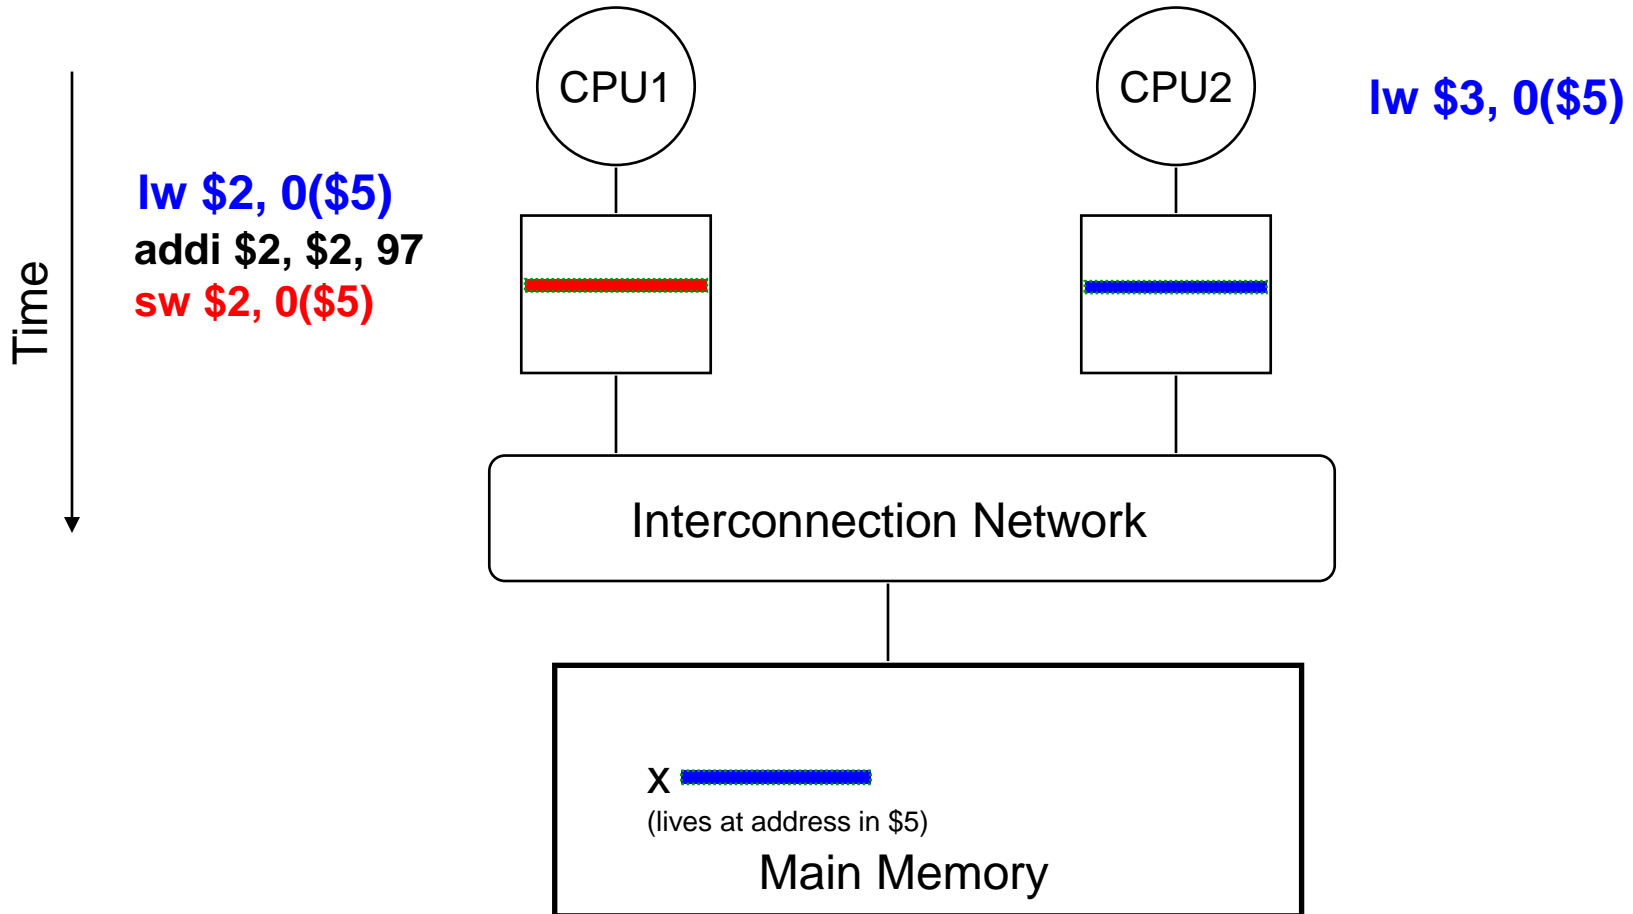 CPU1
CPU2
lw $3, 0($5)
lw $2, 0($5)
addi $2, $2, 97
sw $2, 0($5)
Time
Interconnection Network
x
(lives at address in $5)
Main Memory